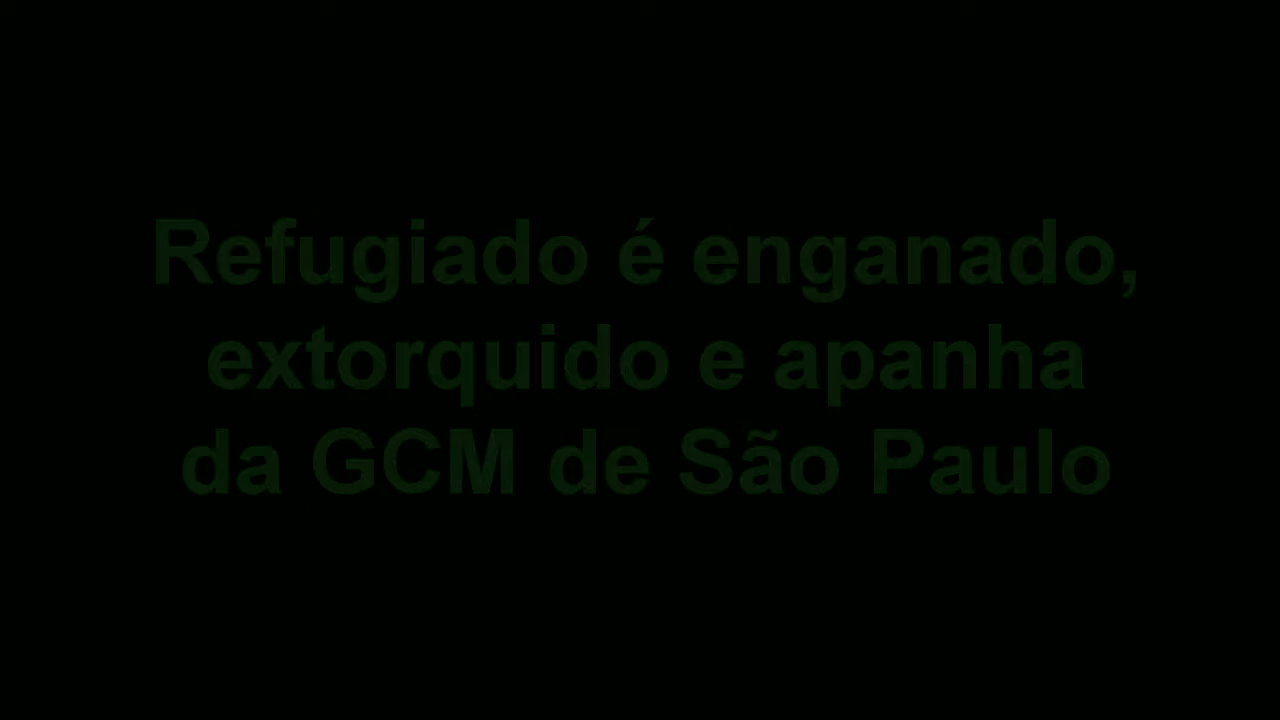 Refugiado é enganado,
extorquido e apanha
da GCM de São Paulo